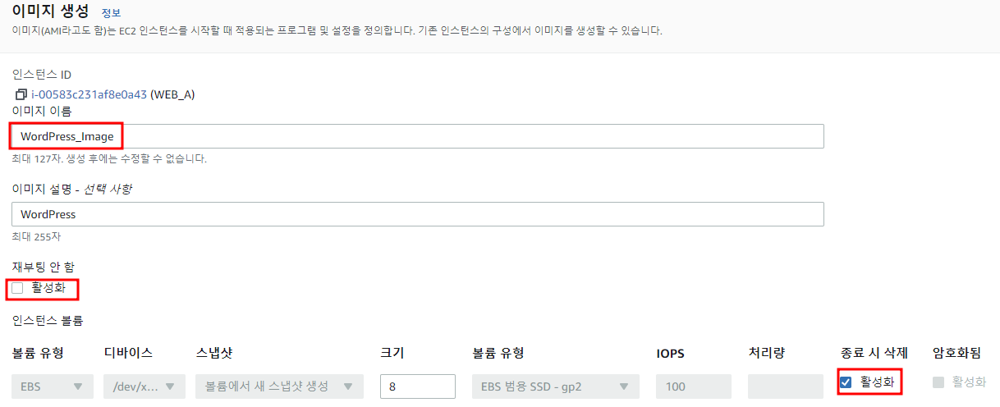 이미지 생성 정보
이미지(AMI라고도 함)는 EC2 인스턴스를 시작할 때 적용되는 프로그램 및 설정을 정의합니다. 기존 인스턴스의 구성에서 이미지를 생성할 수 있습니다.
인스턴스 ID
i-00583c231af8e0a43 (WEB_A)
이미지 이름
WordPress_Image
최대 127자. 생성 후에는 수정할 수 없습니다.
이미지 설명 - 선택 사항
WordPress
최대 255자
재부팅 안 함
활성화
인스턴스 볼륨
볼륨 유형 디바이스 스냅샷 크기 볼륨 유형 IOPS 처리량 종료 시 삭제 암호화됨
EBS /dev/x... 볼륨에서 새 스냅샷 생성 8 EBS 범용 SSD - gp2 100 활성화 활성화